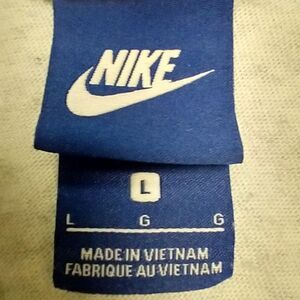 NIKE
L
L G G
MADE IN VIETNAM
FABRIQUE AU VIETNAM